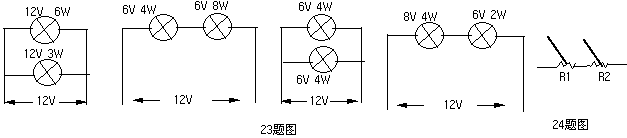 12V 6W
12V 3W
12V
6V 4W 6V 8W
12V
6V 4W
6V 4W
12V
8V 4W 6V 2W
12V
R1 R2
23题图
24题图